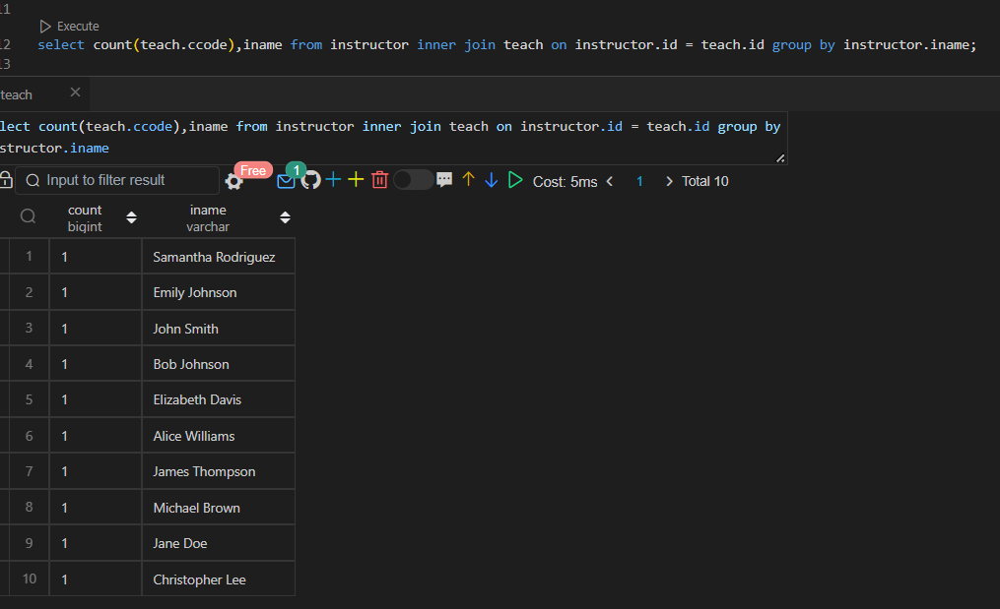 11
Execute
12 select count(teach.ccode),iname from instructor inner join teach on instructor.id = teach.id group by instructor.iname;
13
teach
lect count(teach.ccode),iname from instructor inner join teach on instructor.id = teach.id group by
structor.iname
Input to filter result Free 1 Cost: 5ms 1 Total 10
count iname
bigint varchar
1 1 Samantha Rodriguez
2 1 Emily Johnson
3 1 John Smith
4 1 Bob Johnson
5 1 Elizabeth Davis
6 1 Alice Williams
7 1 James Thompson
8 1 Michael Brown
9 1 Jane Doe
10 1 Christopher Lee